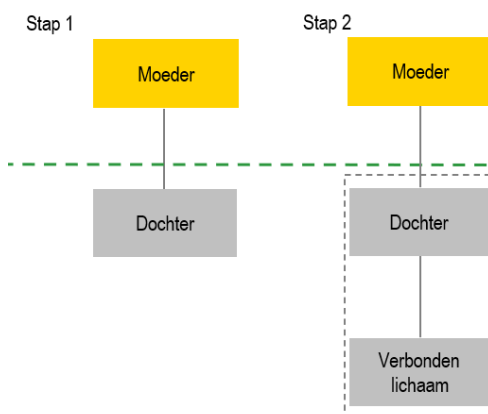 Stap 1
Stap 2
Moeder
Moeder
Dochter
Dochter
Verbonden
lichaam